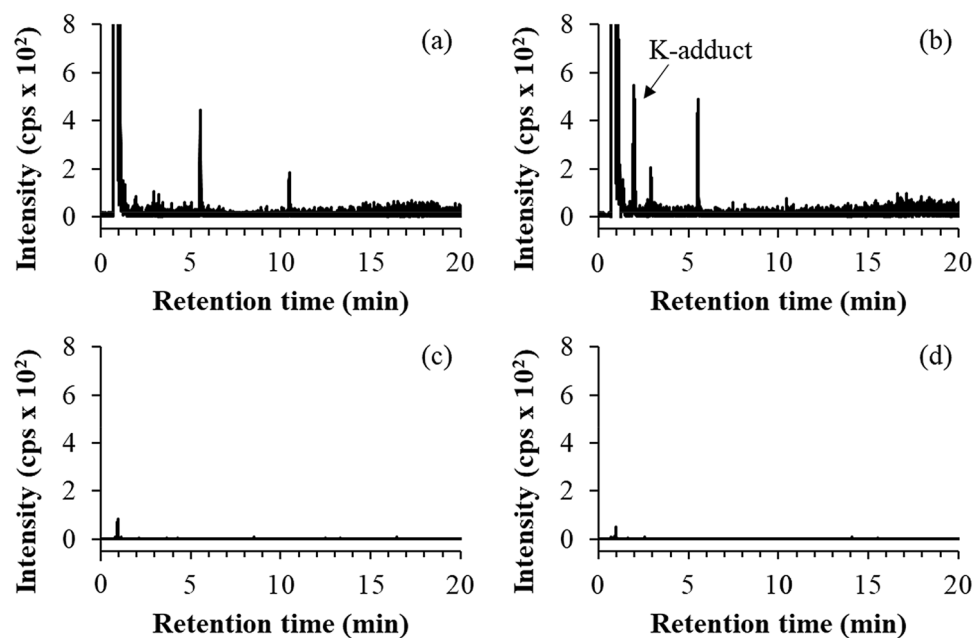 8
6
4
2
0
Intensity (cps x 10²)
(a)
0 5 10 15 20
Retention time (min)
8
6
4
2
0
Intensity (cps x 10²)
(b)
K-adduct
0 5 10 15 20
Retention time (min)
8
6
4
2
0
Intensity (cps x 10²)
(c)
0 5 10 15 20
Retention time (min)
8
6
4
2
0
Intensity (cps x 10²)
(d)
0 5 10 15 20
Retention time (min)